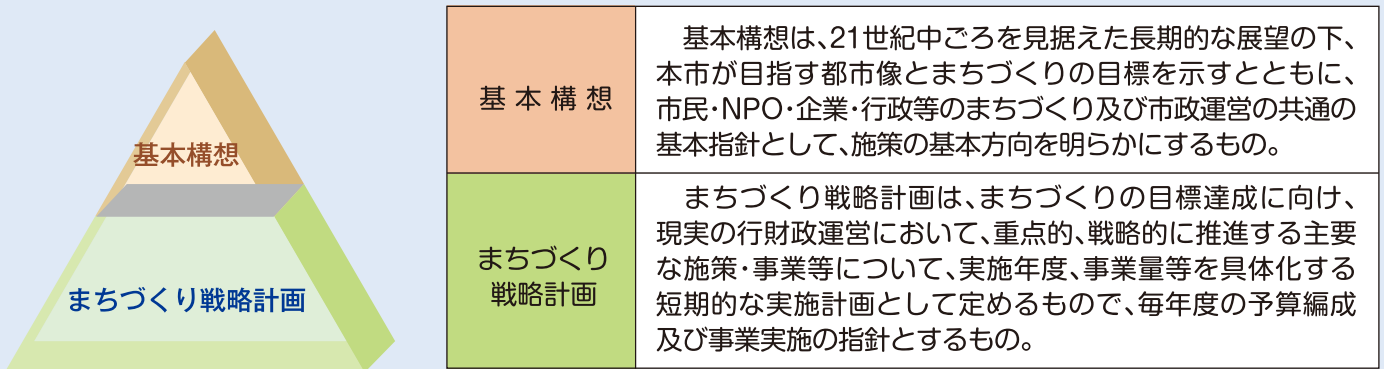 基本構想
まちづくり戦略計画
基本構想
基本構想は、21世紀中ごろを見据えた長期的な展望の下、
本市が目指す都市像とまちづくりの目標を示すとともに、
市民・NPO・企業・行政等のまちづくり及び市政運営の共通の
基本指針として、施策の基本方向を明らかにするもの。
まちづくり
戦略計画
まちづくり戦略計画は、まちづくりの目標達成に向け、
現実の行財政運営において、重点的、戦略的に推進する主要
な施策・事業等について、実施年度、事業量等を具体化する
短期的な実施計画として定めるもので、毎年度の予算編成
及び事業実施の指針とするもの。